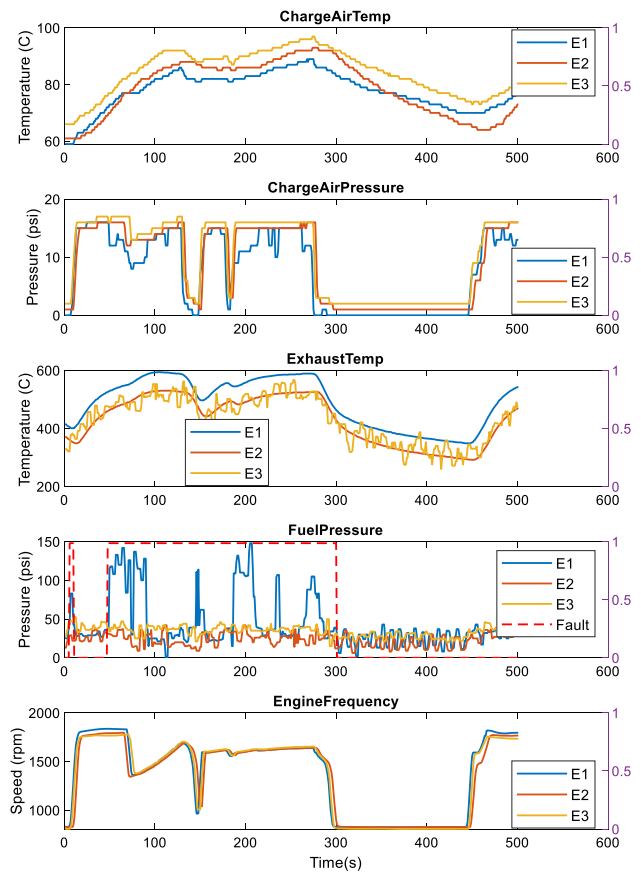 ChargeAirTemp
Temperature (C)
100
80
60
0 100 200 300 400 500 600
1
0.5
0
E1
E2
E3
ChargeAirPressure
Pressure (psi)
20
10
0
0 100 200 300 400 500 600
1
0.5
0
E1
E2
E3
ExhaustTemp
Temperature (C)
600
400
200
0 100 200 300 400 500 600
1
0.5
0
E1
E2
E3
FuelPressure
Pressure (psi)
150
100
50
0
0 100 200 300 400 500 600
1
0.5
0
E1
E2
E3
Fault
EngineFrequency
Speed (rpm)
2000
1500
1000
0 100 200 300 400 500 600
1
0.5
0
E1
E2
E3
Time(s)